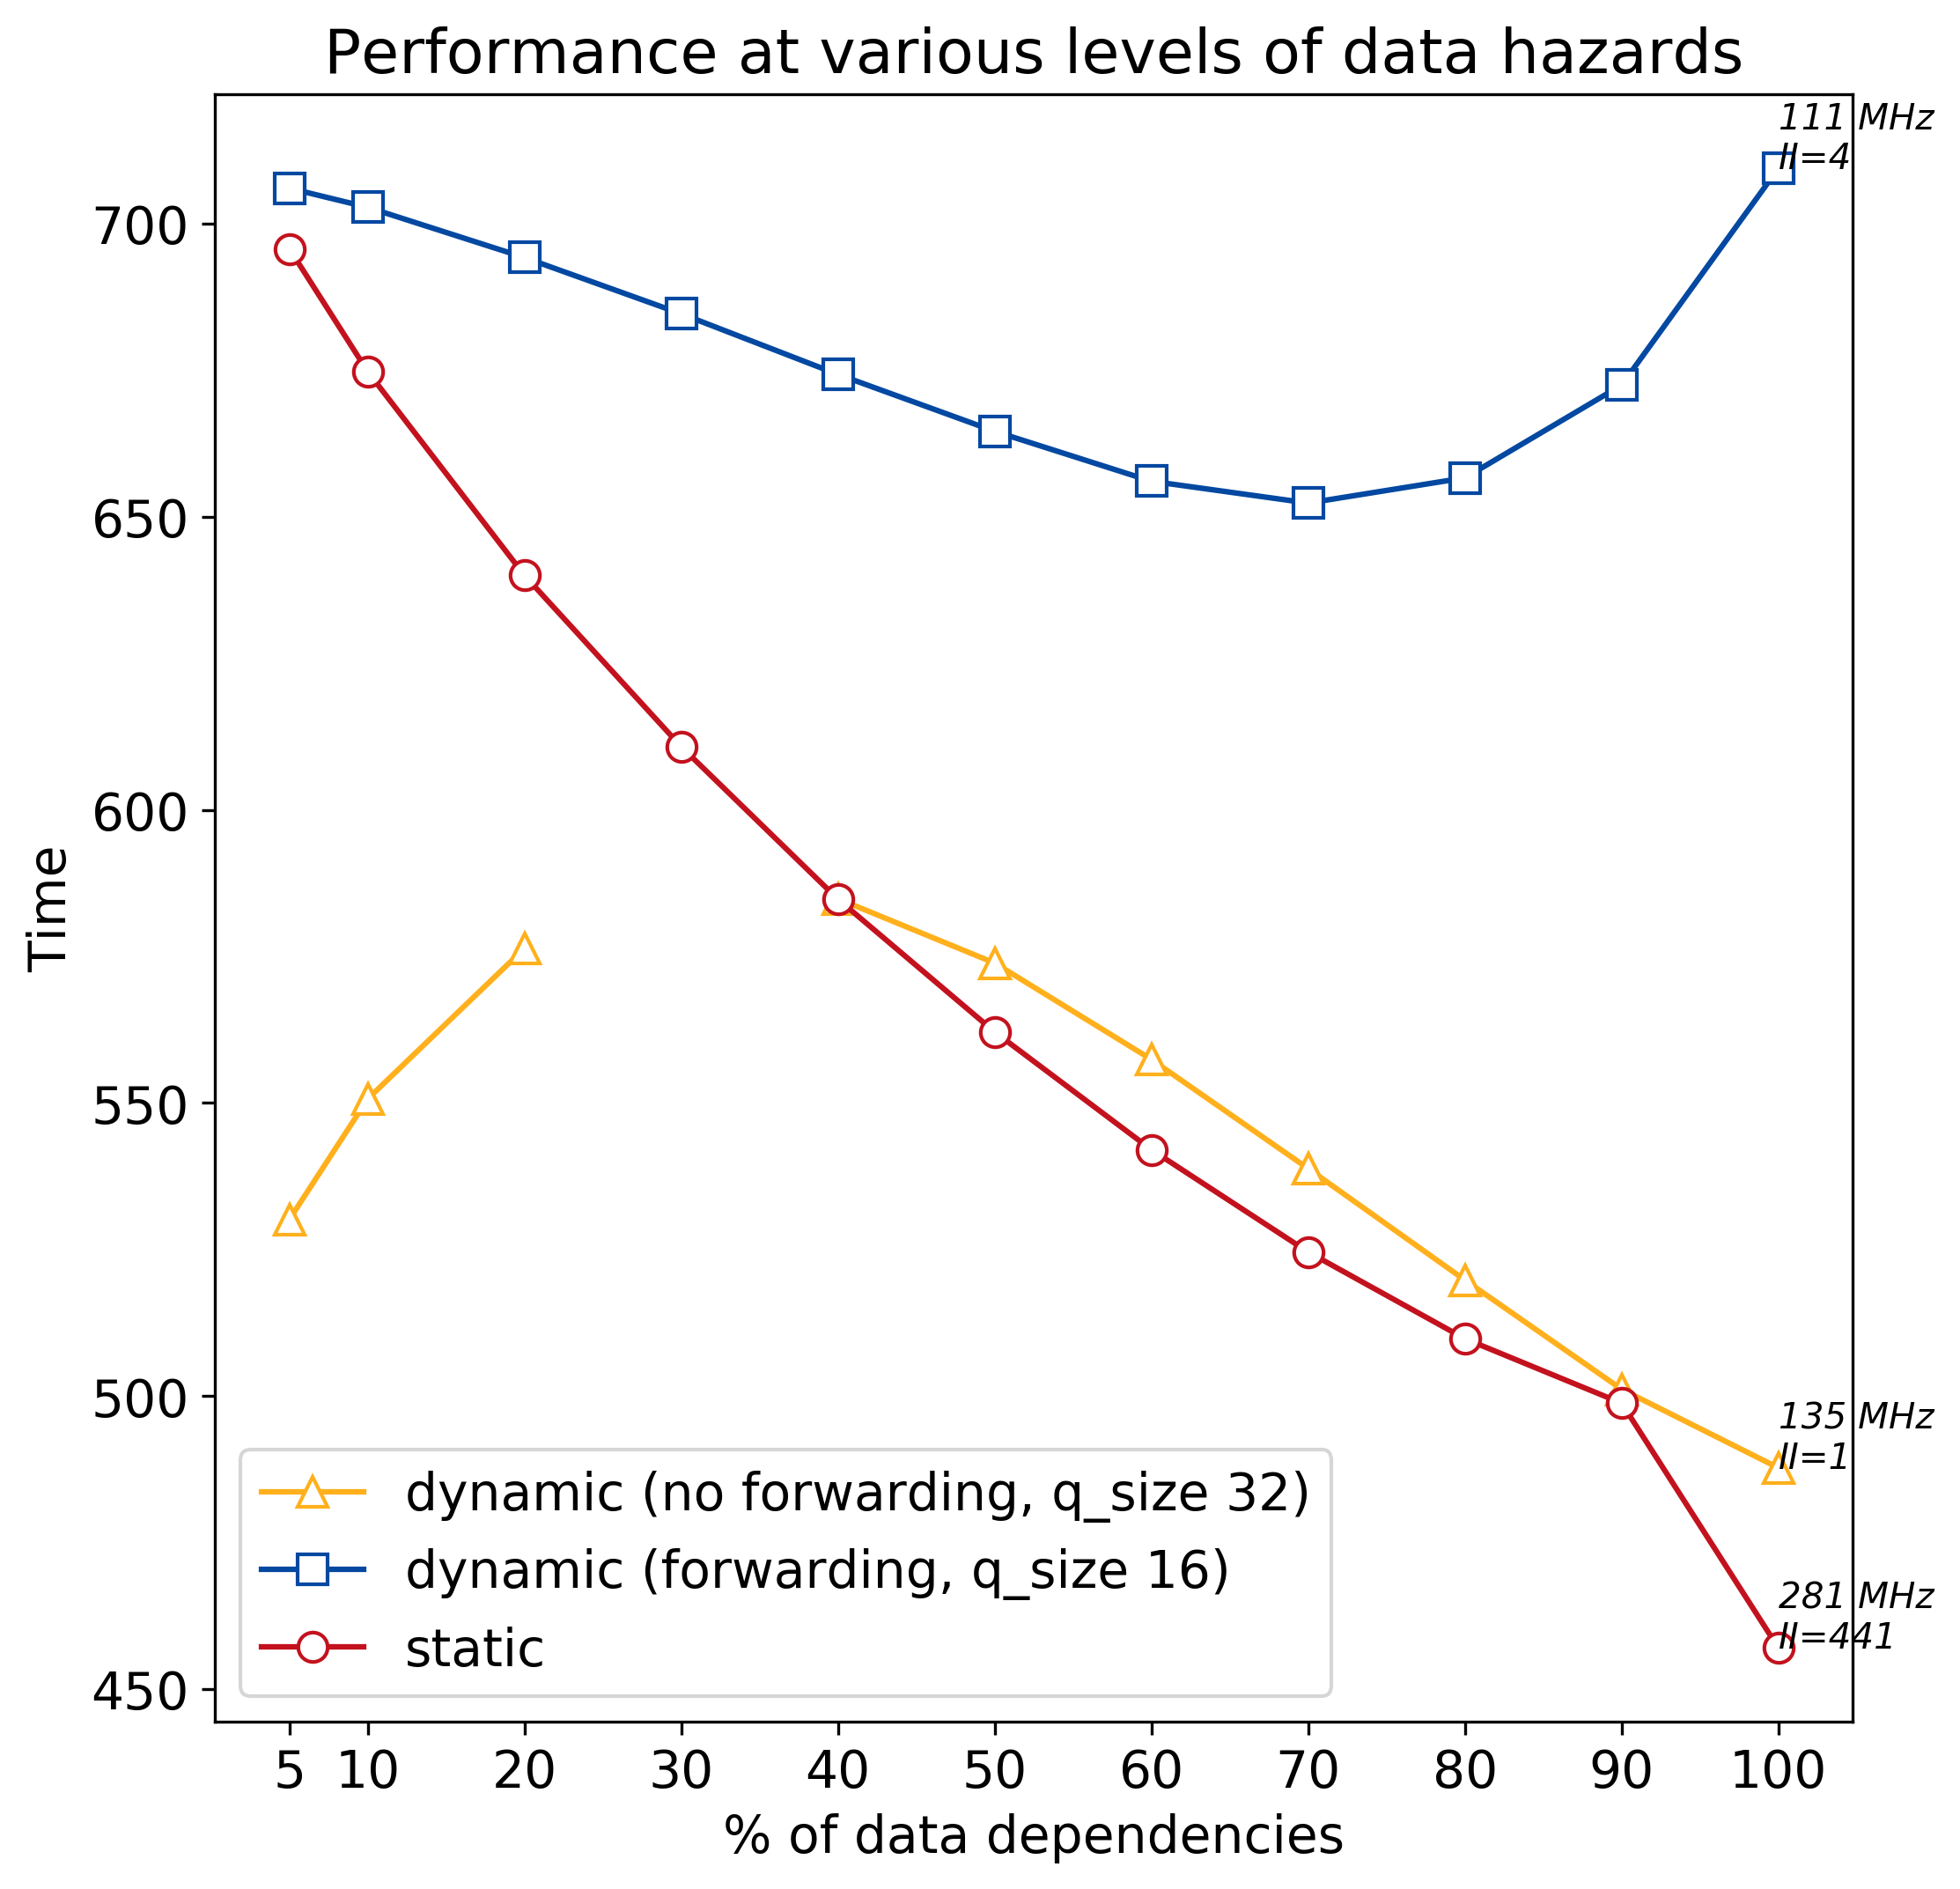 Performance at various levels of data hazards
111 MHz
II=4
700
650
600
550
500
450
Time
135 MHz
II=1
281 MHz
II=441
dynamic (no forwarding, q_size 32)
dynamic (forwarding, q_size 16)
static
5 10 20 30 40 50 60 70 80 90 100
% of data dependencies